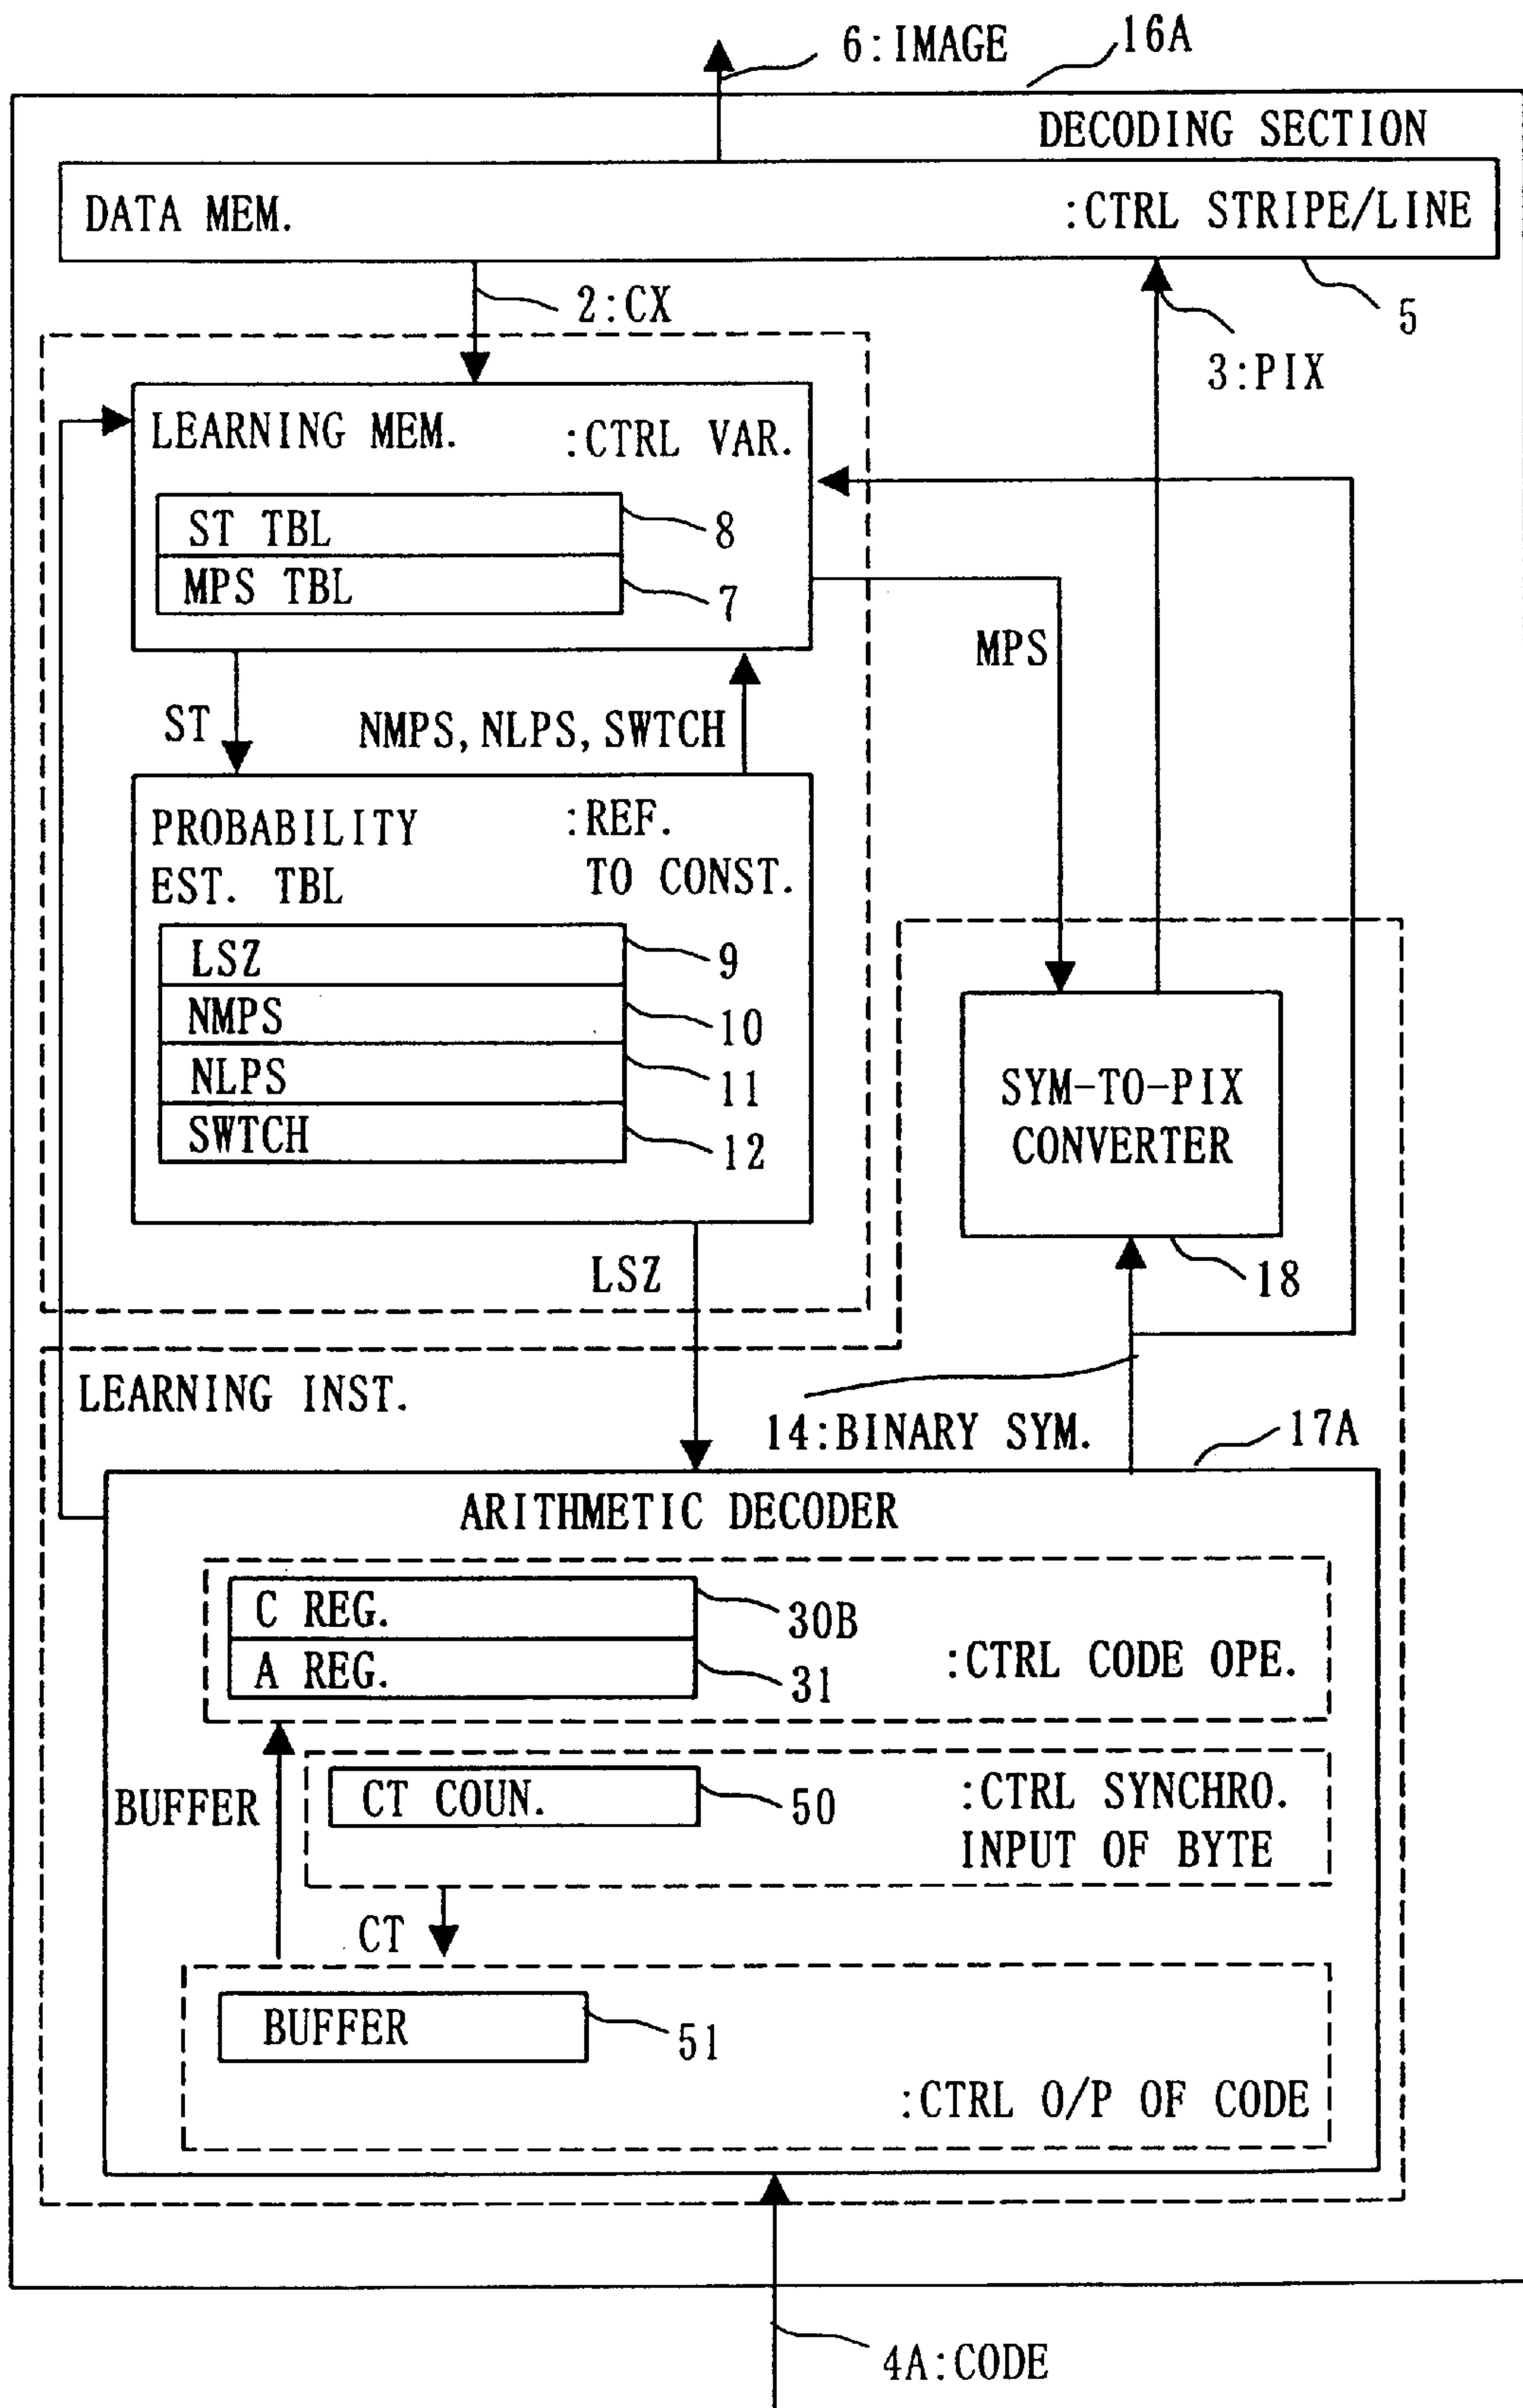 6:IMAGE
16A
DECODING SECTION
DATA MEM.
:CTRL STRIPE/LINE
2:CX
5
3:PIX
LEARNING MEM.
:CTRL VAR.
ST TBL
8
MPS TBL
7
MPS
ST
NMPS, NLPS, SWTCH
PROBABILITY
EST. TBL
:REF.
TO CONST.
LSZ
9
NMPS
10
NLPS
11
SWTCH
12
SYM-TO-PIX
CONVERTER
18
LSZ
LEARNING INST.
14:BINARY SYM.
17A
ARITHMETIC DECODER
C REG.
30B
A REG.
31
:CTRL CODE OPE.
BUFFER
CT COUN.
50
:CTRL SYNCHRO.
INPUT OF BYTE
CT
BUFFER
51
:CTRL O/P OF CODE
4A:CODE